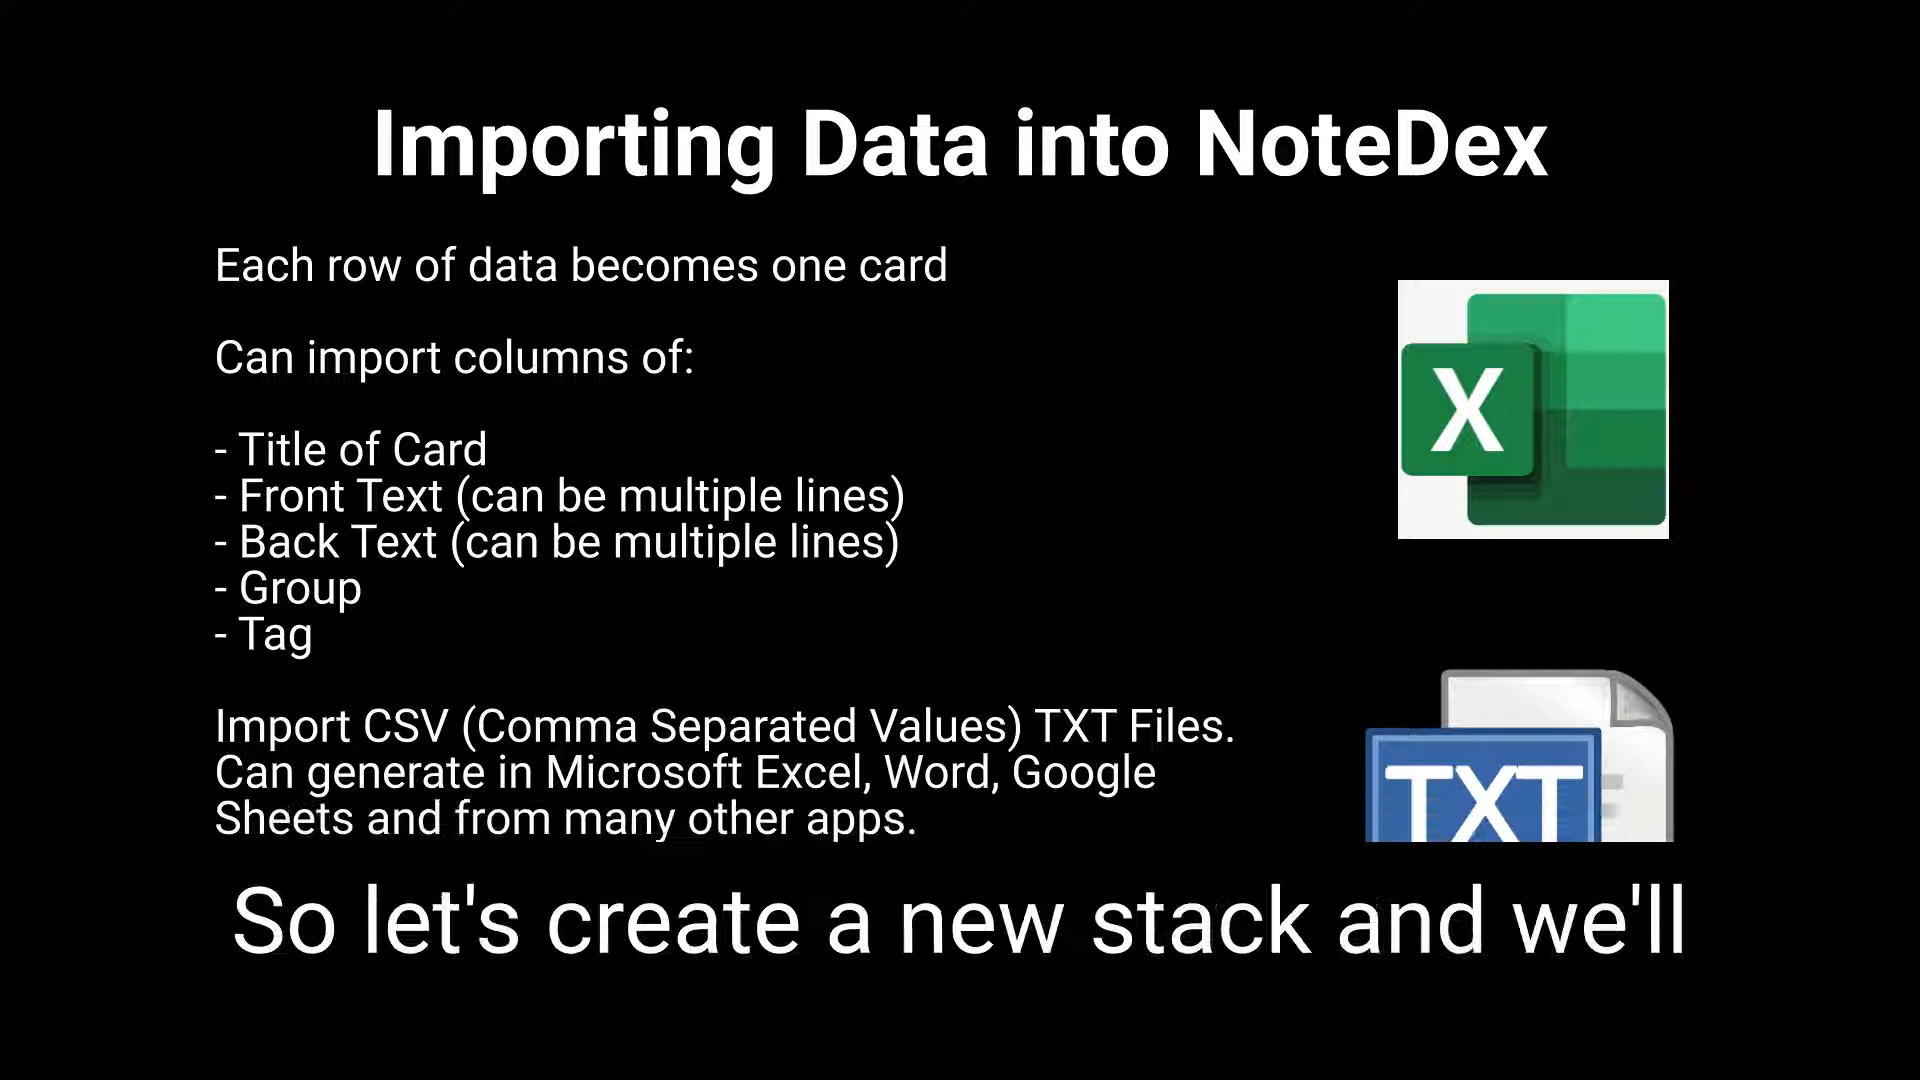 Importing Data into NoteDex
Each row of data becomes one card
Can import columns of:
- Title of Card
- Front Text (can be multiple lines)
- Back Text (can be multiple lines)
- Group
- Tag
Import CSV (Comma Separated Values) TXT Files.
Can generate in Microsoft Excel, Word, Google
Sheets and from many other apps.
X
TXT
So let's create a new stack and we'll